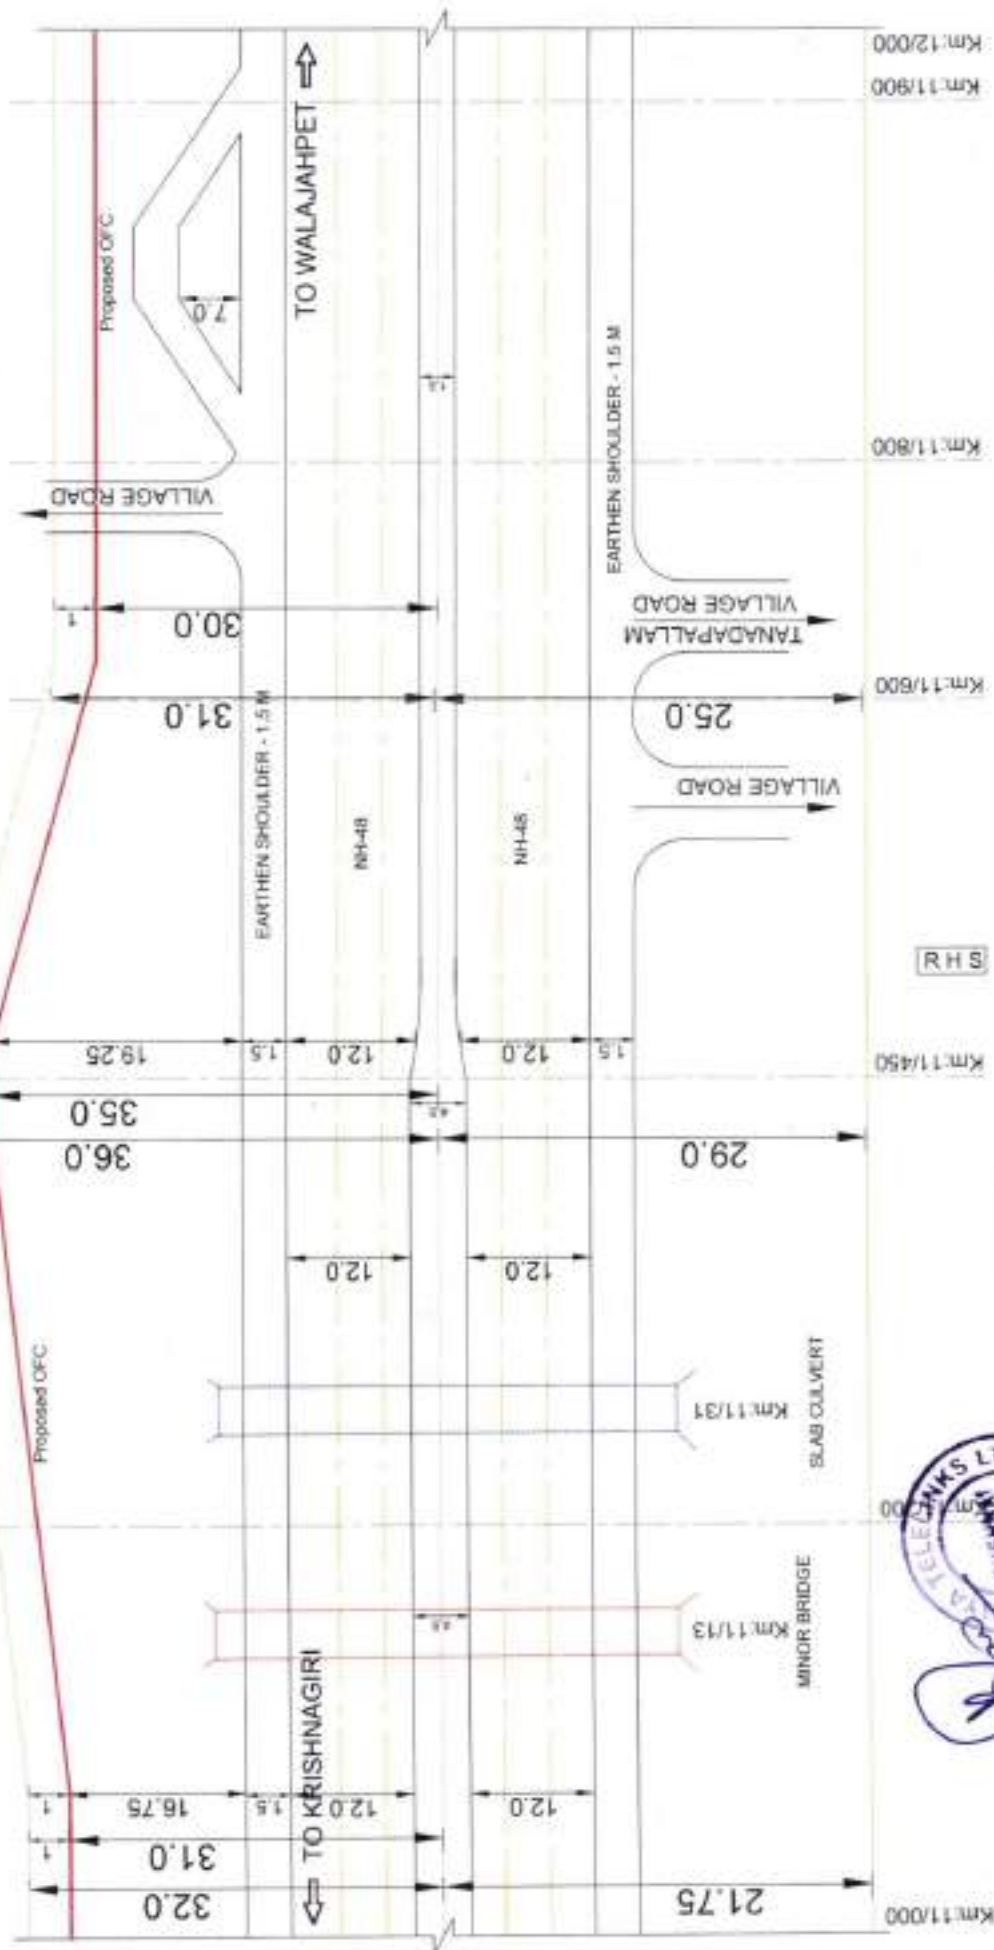 Km:12/000
Km:11/900
TO WALAJAHPET
Proposed OFC
7.0
1.5
EARTHEN SHOULDER - 1.5 M
Km:11/800
VILLAGE ROAD
1
30.0
VILLAGE ROAD
TANADAPALLAM
Km:11/600
31.0
25.0
EARTHEN SHOULDER - 1.5 M
NH-48
NH-48
VILLAGE ROAD
RHS
19.25
1.5
12.0
12.0
1.5
Km:11/450
35.0
36.0
29.0
12.0
12.0
Proposed OFC
Km:11/31
SLAB CULVERT
Km:11/13
MINOR BRIDGE
TO KRISHNAGIRI
1
16.75
1.5
12.0
12.0
1
31.0
32.0
21.75
Km:11/000